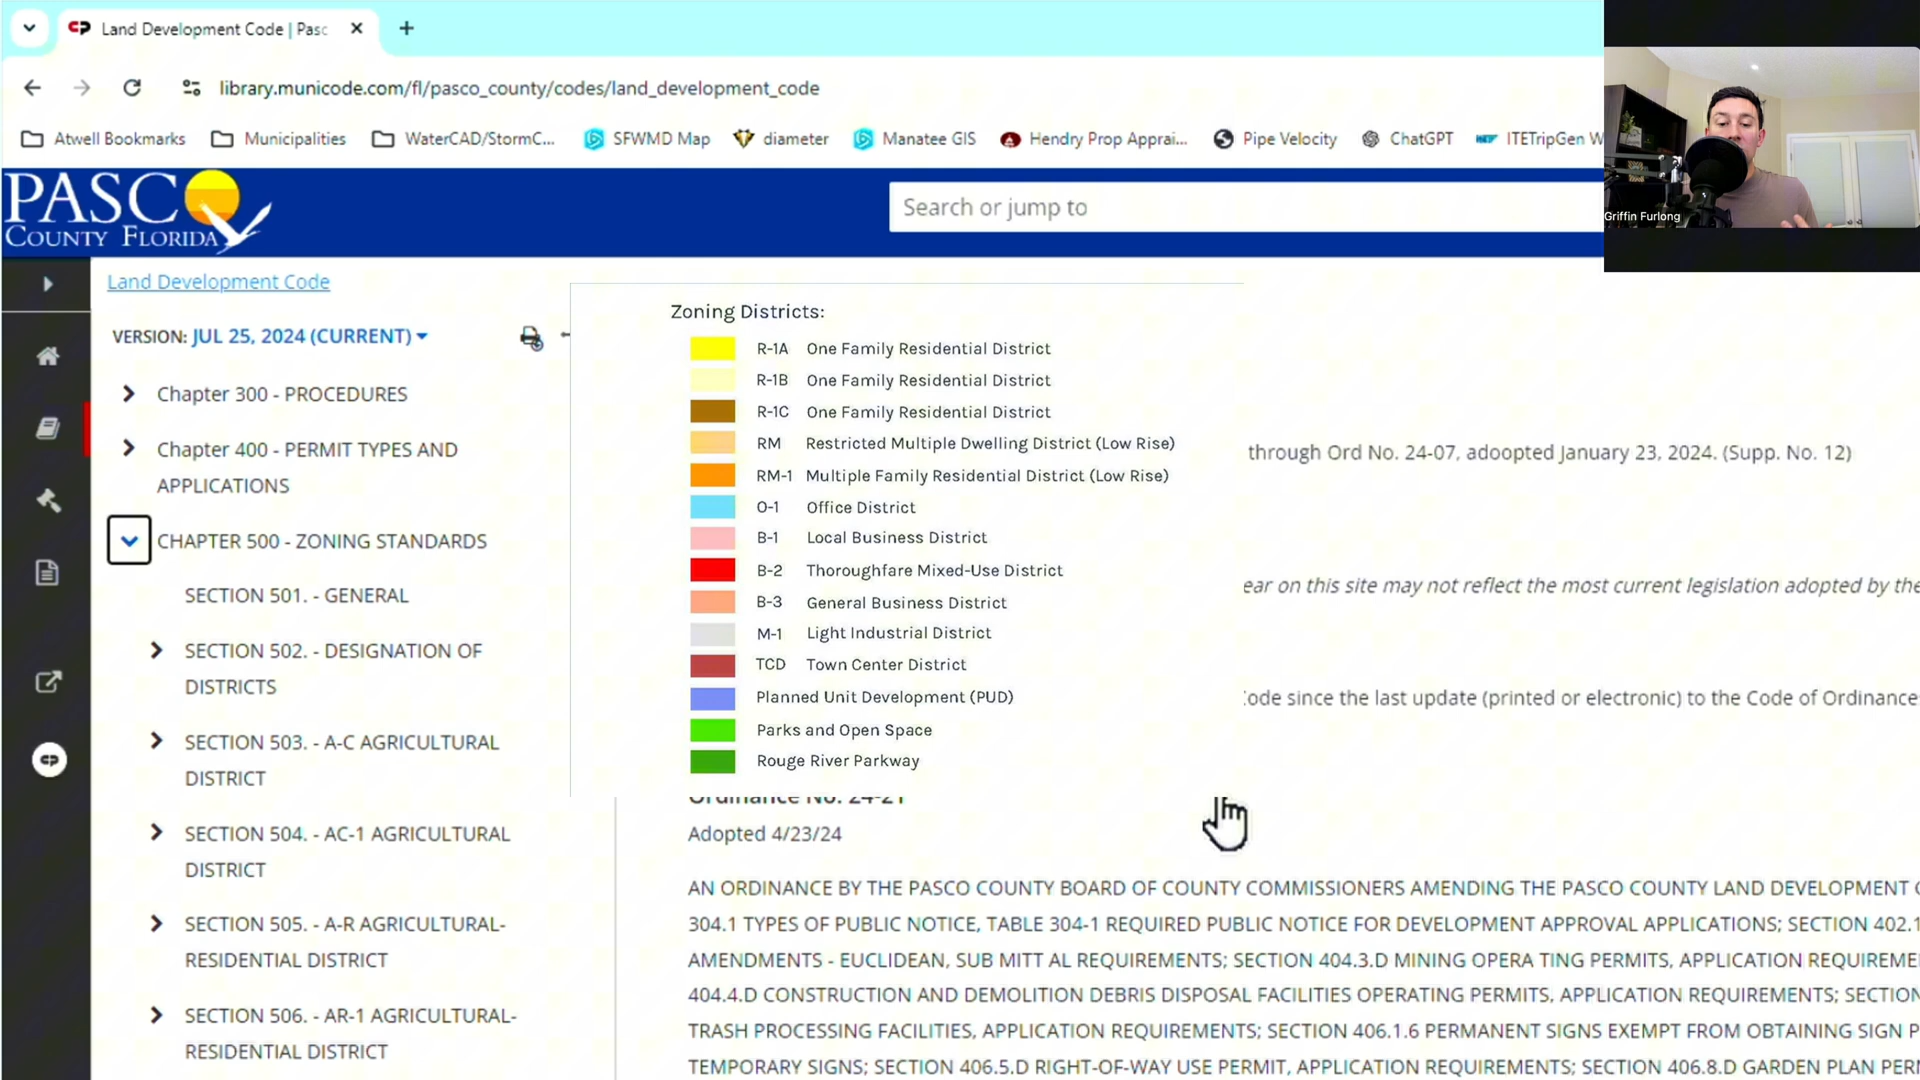 Land Development Code | Pasc
library.municode.com/fl/pasco_county/codes/land_development_code
Atwell Bookmarks
Municipalities
WaterCAD/StormC...
SFWMD Map
diameter
Manatee GIS
Hendry Prop Apprai...
Pipe Velocity
ChatGPT
ITETripGen W
Griffin Furlong
PASCO
COUNTY FLORIDA
Search or jump to
Land Development Code
VERSION: JUL 25, 2024 (CURRENT)
Chapter 300 - PROCEDURES
Chapter 400 - PERMIT TYPES AND
APPLICATIONS
CHAPTER 500 - ZONING STANDARDS
SECTION 501. - GENERAL
SECTION 502. - DESIGNATION OF
DISTRICTS
SECTION 503. - A-C AGRICULTURAL
DISTRICT
SECTION 504. - AC-1 AGRICULTURAL
DISTRICT
SECTION 505. - A-R AGRICULTURAL-
RESIDENTIAL DISTRICT
SECTION 506. - AR-1 AGRICULTURAL-
RESIDENTIAL DISTRICT
Zoning Districts:
R-1A One Family Residential District
R-1B One Family Residential District
R-1C One Family Residential District
RM Restricted Multiple Dwelling District (Low Rise)
RM-1 Multiple Family Residential District (Low Rise)
O-1 Office District
B-1 Local Business District
B-2 Thoroughfare Mixed-Use District
B-3 General Business District
M-1 Light Industrial District
TCD Town Center District
Planned Unit Development (PUD)
Parks and Open Space
Rouge River Parkway
through Ord No. 24-07, adoopted January 23, 2024. (Supp. No. 12)
ear on this site may not reflect the most current legislation adopted by the
Code since the last update (printed or electronic) to the Code of Ordinance
Ordinance No. 24-21
Adopted 4/23/24
AN ORDINANCE BY THE PASCO COUNTY BOARD OF COUNTY COMMISSIONERS AMENDING THE PASCO COUNTY LAND DEVELOPMENT
304.1 TYPES OF PUBLIC NOTICE, TABLE 304-1 REQUIRED PUBLIC NOTICE FOR DEVELOPMENT APPROVAL APPLICATIONS; SECTION 402.1
AMENDMENTS - EUCLIDEAN, SUB MITT AL REQUIREMENTS; SECTION 404.3.D MINING OPERA TING PERMITS, APPLICATION REQUIREME
404.4.D CONSTRUCTION AND DEMOLITION DEBRIS DISPOSAL FACILITIES OPERATING PERMITS, APPLICATION REQUIREMENTS; SECTION
TRASH PROCESSING FACILITIES, APPLICATION REQUIREMENTS; SECTION 406.1.6 PERMANENT SIGNS EXEMPT FROM OBTAINING SIGN P
TEMPORARY SIGNS; SECTION 406.5.D RIGHT-OF-WAY USE PERMIT, APPLICATION REQUIREMENTS; SECTION 406.8.D GARDEN PLAN PER